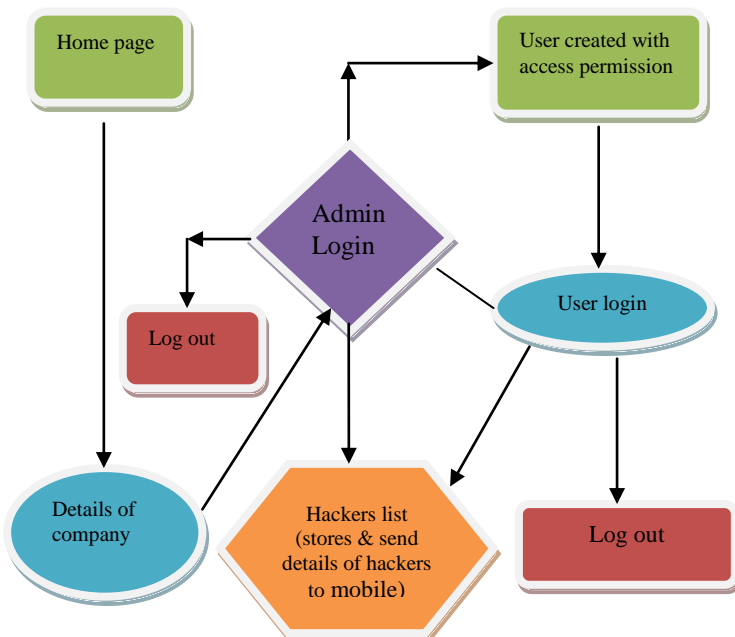 Home page
User created with
access permission
Admin
Login
User login
Log out
Details of
company
Hackers list
(stores & send
details of hackers
to mobile)
Log out